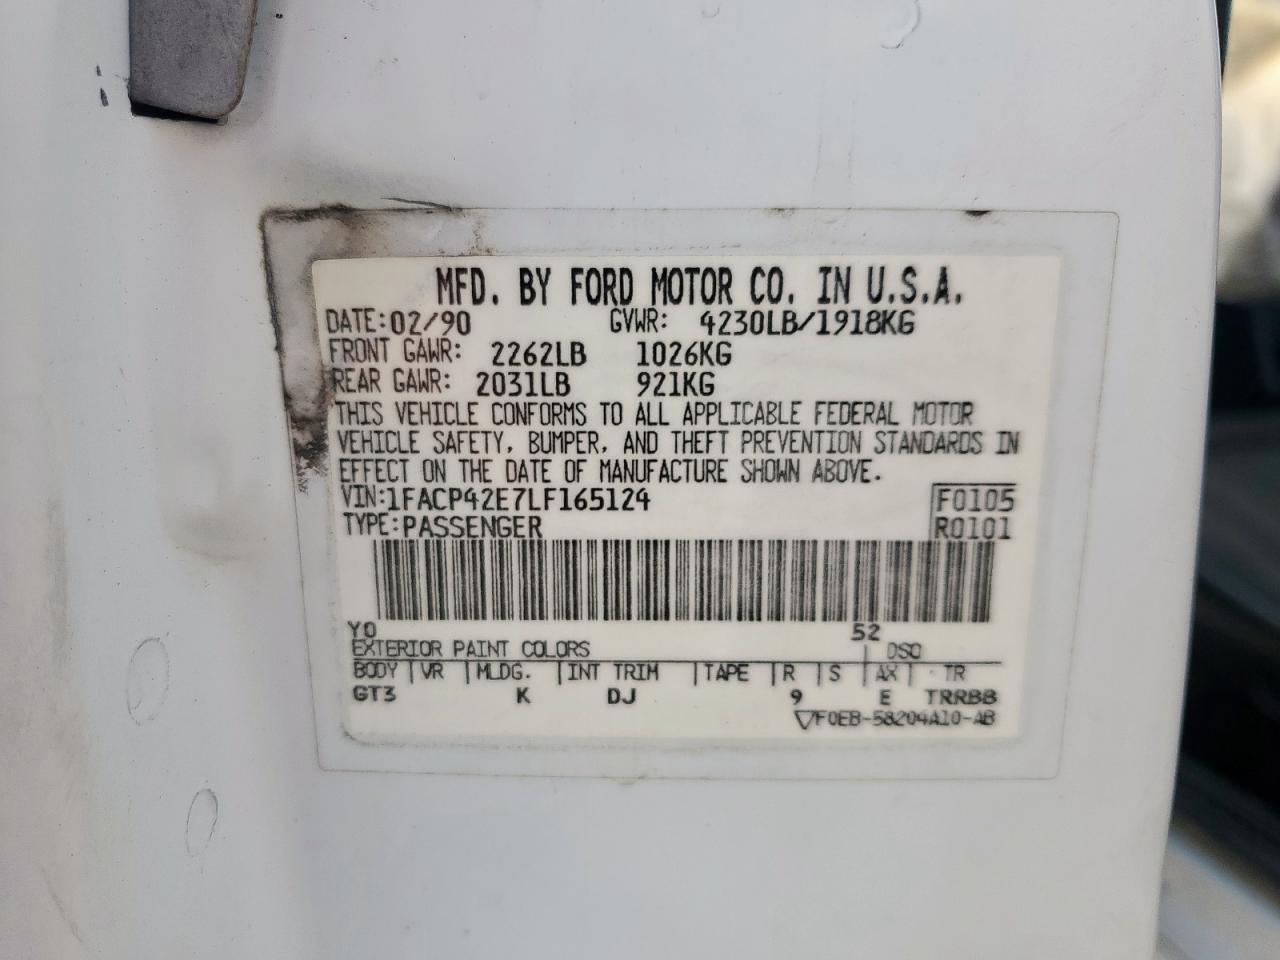 MFD. BY FORD MOTOR CO. IN U.S.A.
DATE:02/90 GVWR: 4230LB/1918KG
FRONT GAWR: 2262LB 1026KG
REAR GAWR: 2031LB 921KG
THIS VEHICLE CONFORMS TO ALL APPLICABLE FEDERAL MOTOR
VEHICLE SAFETY, BUMPER, AND THEFT PREVENTION STANDARDS IN
EFFECT ON THE DATE OF MANUFACTURE SHOWN ABOVE.
VIN:1FACP42E7LF165124 F0105
TYPE:PASSENGER R0101
YO 52
EXTERIOR PAINT COLORS DSO
BODY VR MLDG. INT TRIM TAPE R S AX TR
GT3 K DJ 9 E TRRBB
▽F0EB-58204A10-AB